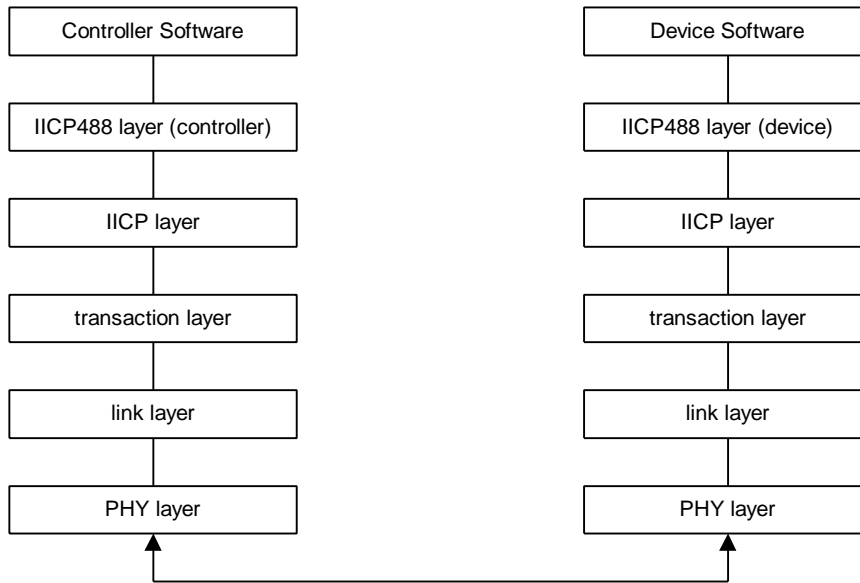 Controller Software
Device Software
IICP488 layer (controller)
IICP488 layer (device)
IICP layer
IICP layer
transaction layer
transaction layer
link layer
link layer
PHY layer
PHY layer